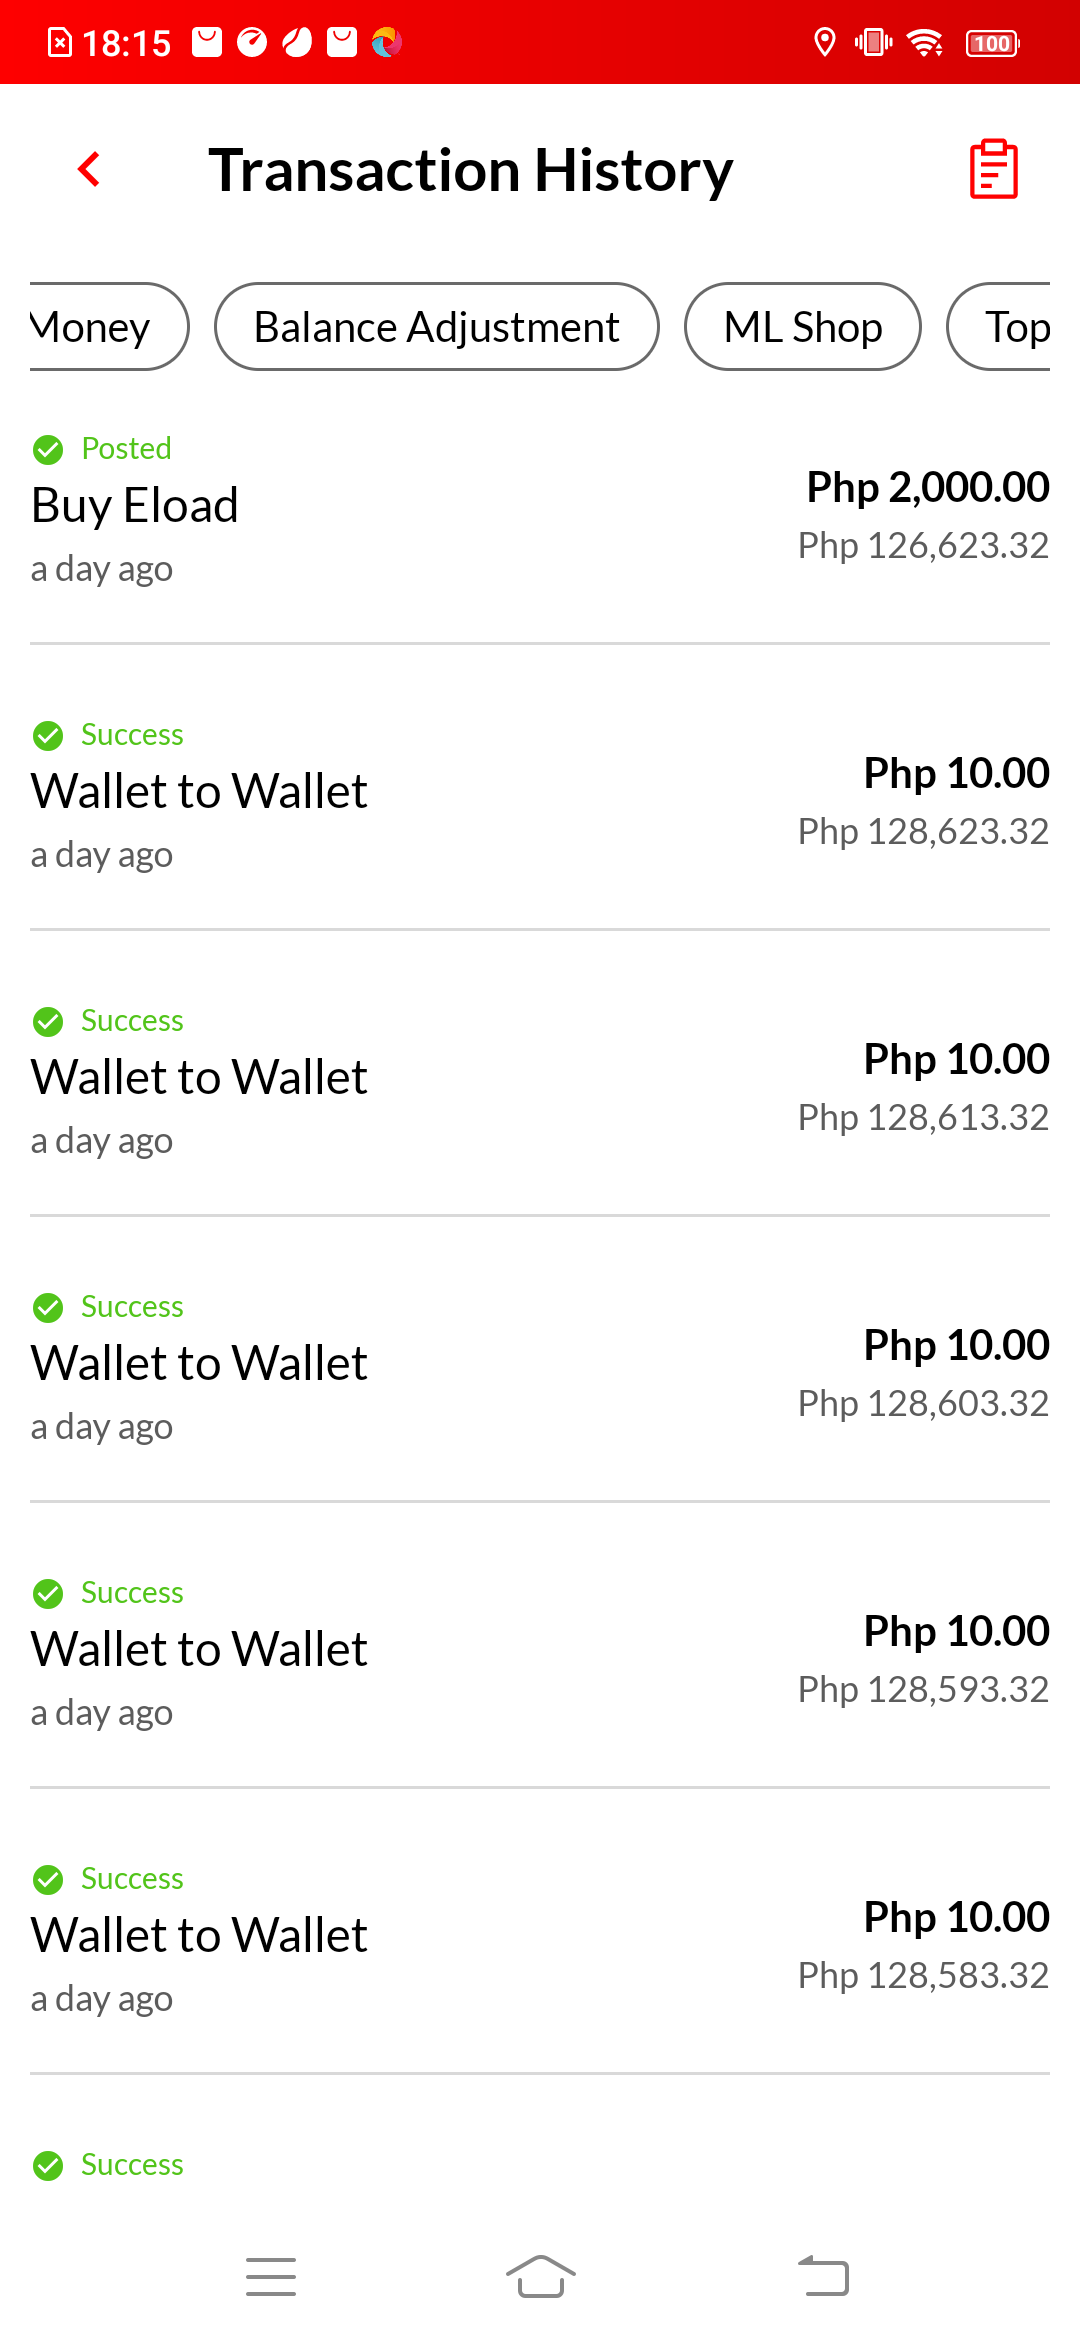 18:15
100
Transaction History
Money
Balance Adjustment
ML Shop
Top
Posted
Buy Eload
a day ago
Php 2,000.00
Php 126,623.32
Success
Wallet to Wallet
a day ago
Php 10.00
Php 128,623.32
Success
Wallet to Wallet
a day ago
Php 10.00
Php 128,613.32
Success
Wallet to Wallet
a day ago
Php 10.00
Php 128,603.32
Success
Wallet to Wallet
a day ago
Php 10.00
Php 128,593.32
Success
Wallet to Wallet
a day ago
Php 10.00
Php 128,583.32
Success